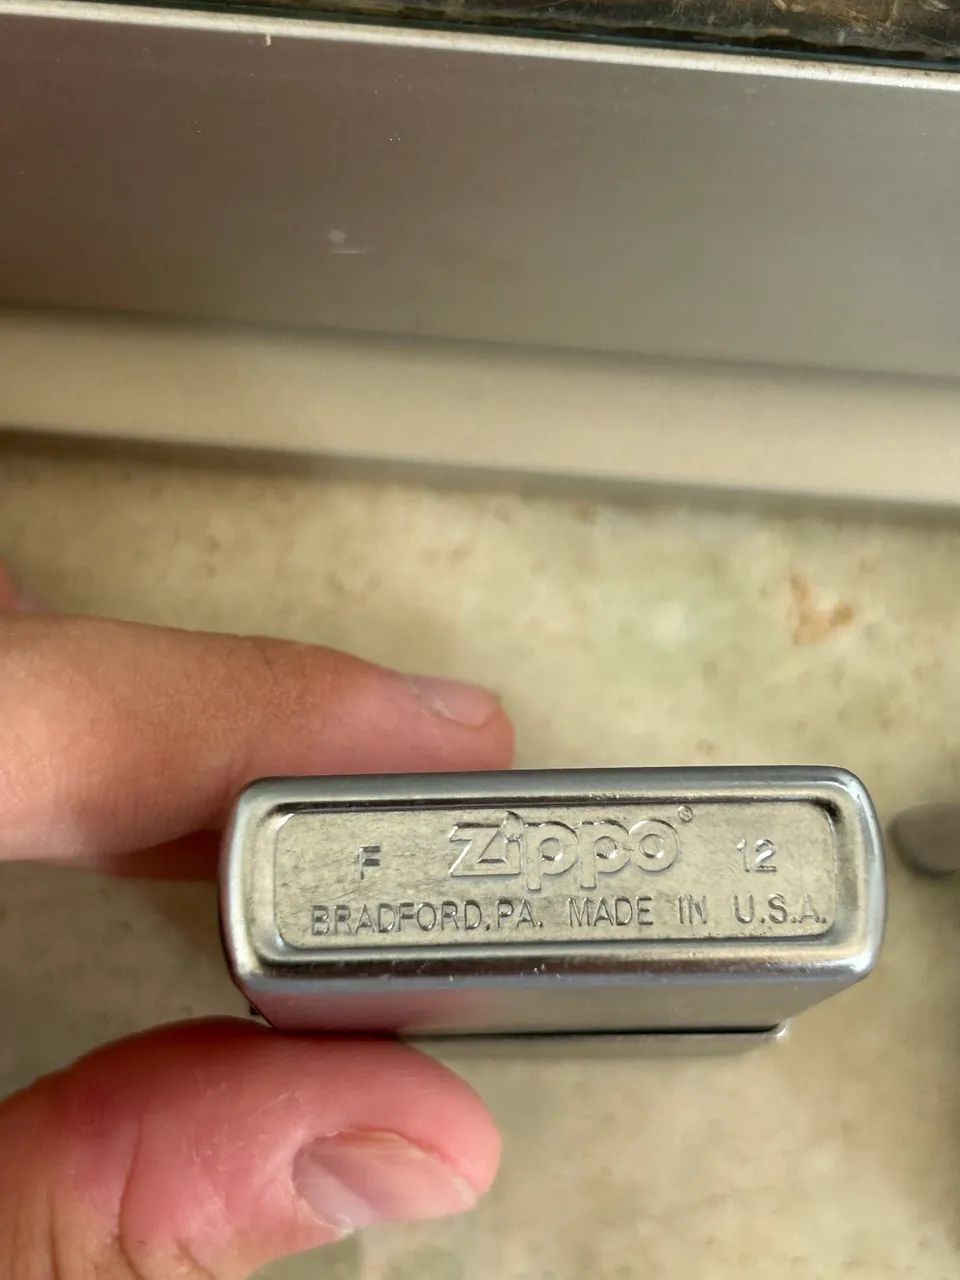 F Zippo® 12
BRADFORD, PA. MADE IN U.S.A.